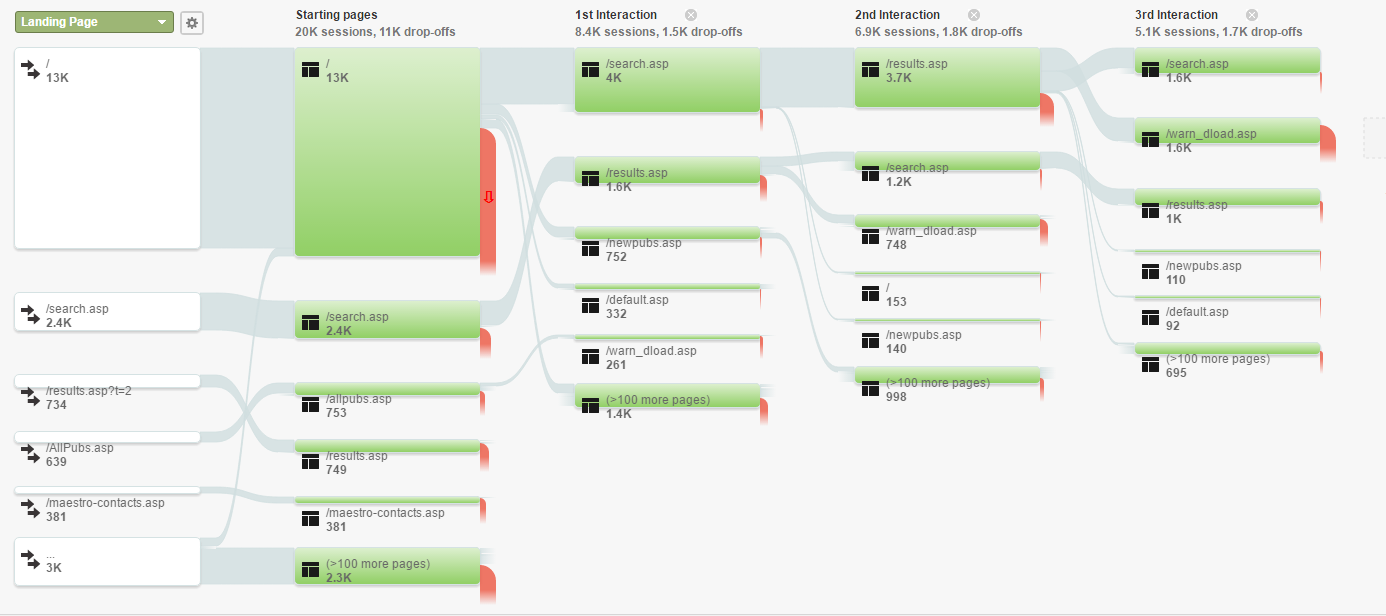 Landing Page
/
13K
/search.asp
2.4K
/results.asp?t=2
734
/AllPubs.asp
639
/maestro-contacts.asp
381
...
3K
Starting pages
20K sessions, 11K drop-offs
/
13K
/search.asp
2.4K
/allpubs.asp
753
/results.asp
749
/maestro-contacts.asp
381
(>100 more pages)
2.3K
1st Interaction
8.4K sessions, 1.5K drop-offs
/search.asp
4K
/results.asp
1.6K
/newpubs.asp
752
/default.asp
332
/warn_dload.asp
261
(>100 more pages)
1.4K
2nd Interaction
6.9K sessions, 1.8K drop-offs
/results.asp
3.7K
/search.asp
1.2K
/warn_dload.asp
748
/
153
/newpubs.asp
140
(>100 more pages)
998
3rd Interaction
5.1K sessions, 1.7K drop-offs
/search.asp
1.6K
/warn_dload.asp
1.6K
/results.asp
1K
/newpubs.asp
110
/default.asp
92
(>100 more pages)
695